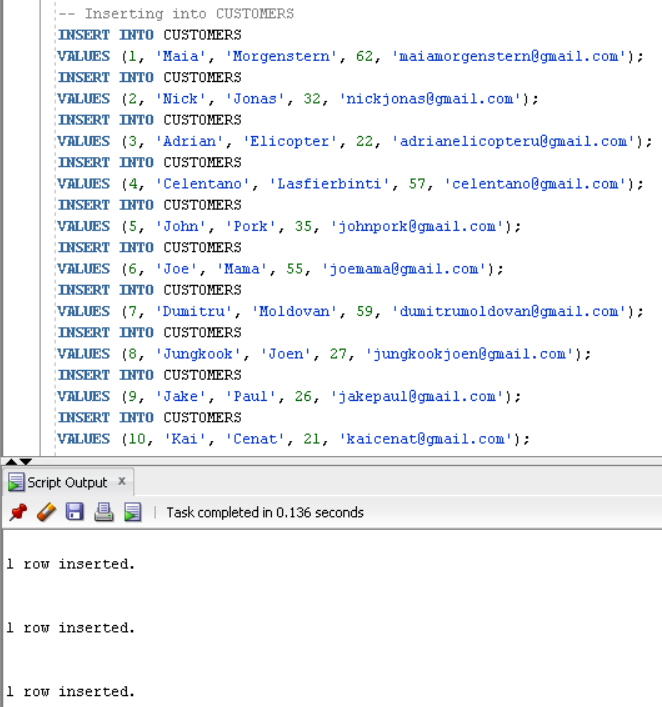 -- Inserting into CUSTOMERS
INSERT INTO CUSTOMERS
VALUES (1, 'Maia', 'Morgenstern', 62, 'maiamorgenstern@gmail.com');
INSERT INTO CUSTOMERS
VALUES (2, 'Nick', 'Jonas', 32, 'nickjonas@gmail.com');
INSERT INTO CUSTOMERS
VALUES (3, 'Adrian', 'Elicopter', 22, 'adrianelicopteru@gmail.com');
INSERT INTO CUSTOMERS
VALUES (4, 'Celentano', 'Lasfierbinti', 57, 'celentano@gmail.com');
INSERT INTO CUSTOMERS
VALUES (5, 'John', 'Pork', 35, 'johnpork@gmail.com');
INSERT INTO CUSTOMERS
VALUES (6, 'Joe', 'Mama', 55, 'joemama@gmail.com');
INSERT INTO CUSTOMERS
VALUES (7, 'Dumitru', 'Moldovan', 59, 'dumitrumoldovan@gmail.com');
INSERT INTO CUSTOMERS
VALUES (8, 'Jungkook', 'Joen', 27, 'jungkookjoen@gmail.com');
INSERT INTO CUSTOMERS
VALUES (9, 'Jake', 'Paul', 26, 'jakepaul@gmail.com');
INSERT INTO CUSTOMERS
VALUES (10, 'Kai', 'Cenat', 21, 'kaicenat@gmail.com');
Script Output x
Task completed in 0.136 seconds
1 row inserted.
1 row inserted.
1 row inserted.